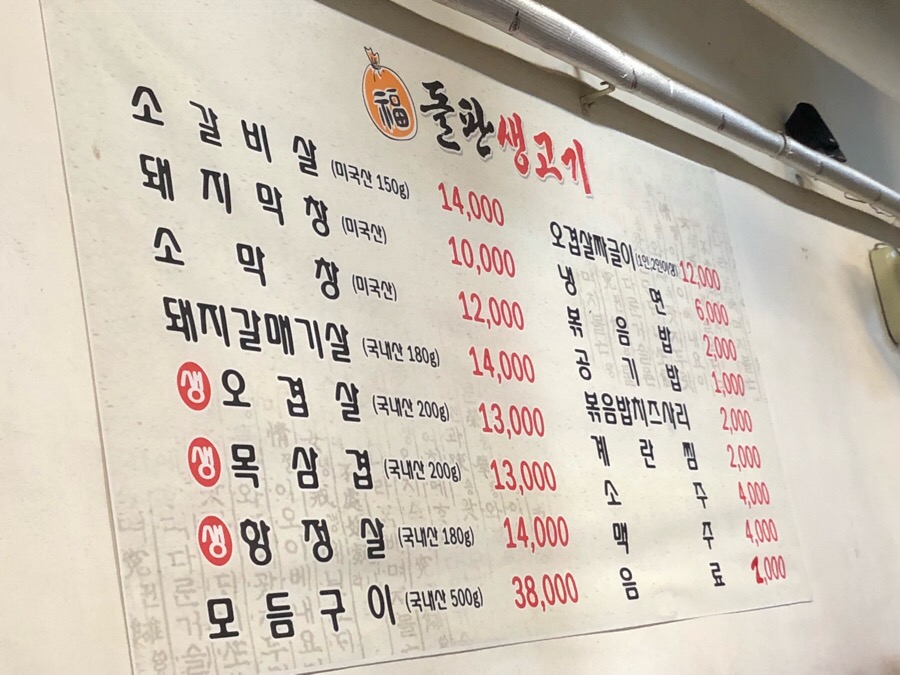 福 돌판생고기
소갈비살 (미국산 150g) 14,000
돼지막창 (미국산) 10,000
소막창 (미국산) 12,000
돼지갈매기살 (국내산 180g) 14,000
생 오겹살 (국내산 200g) 13,000
생 목삼겹 (국내산 200g) 13,000
생 항정살 (국내산 180g) 14,000
모듬구이 (국내산 500g) 38,000
오겹살짜글이 12,000
냉면 6,000
볶음밥 2,000
공기밥 1,000
볶음밥치즈사리 2,000
계란찜 2,000
소주 4,000
맥주 4,000
음료 1,000